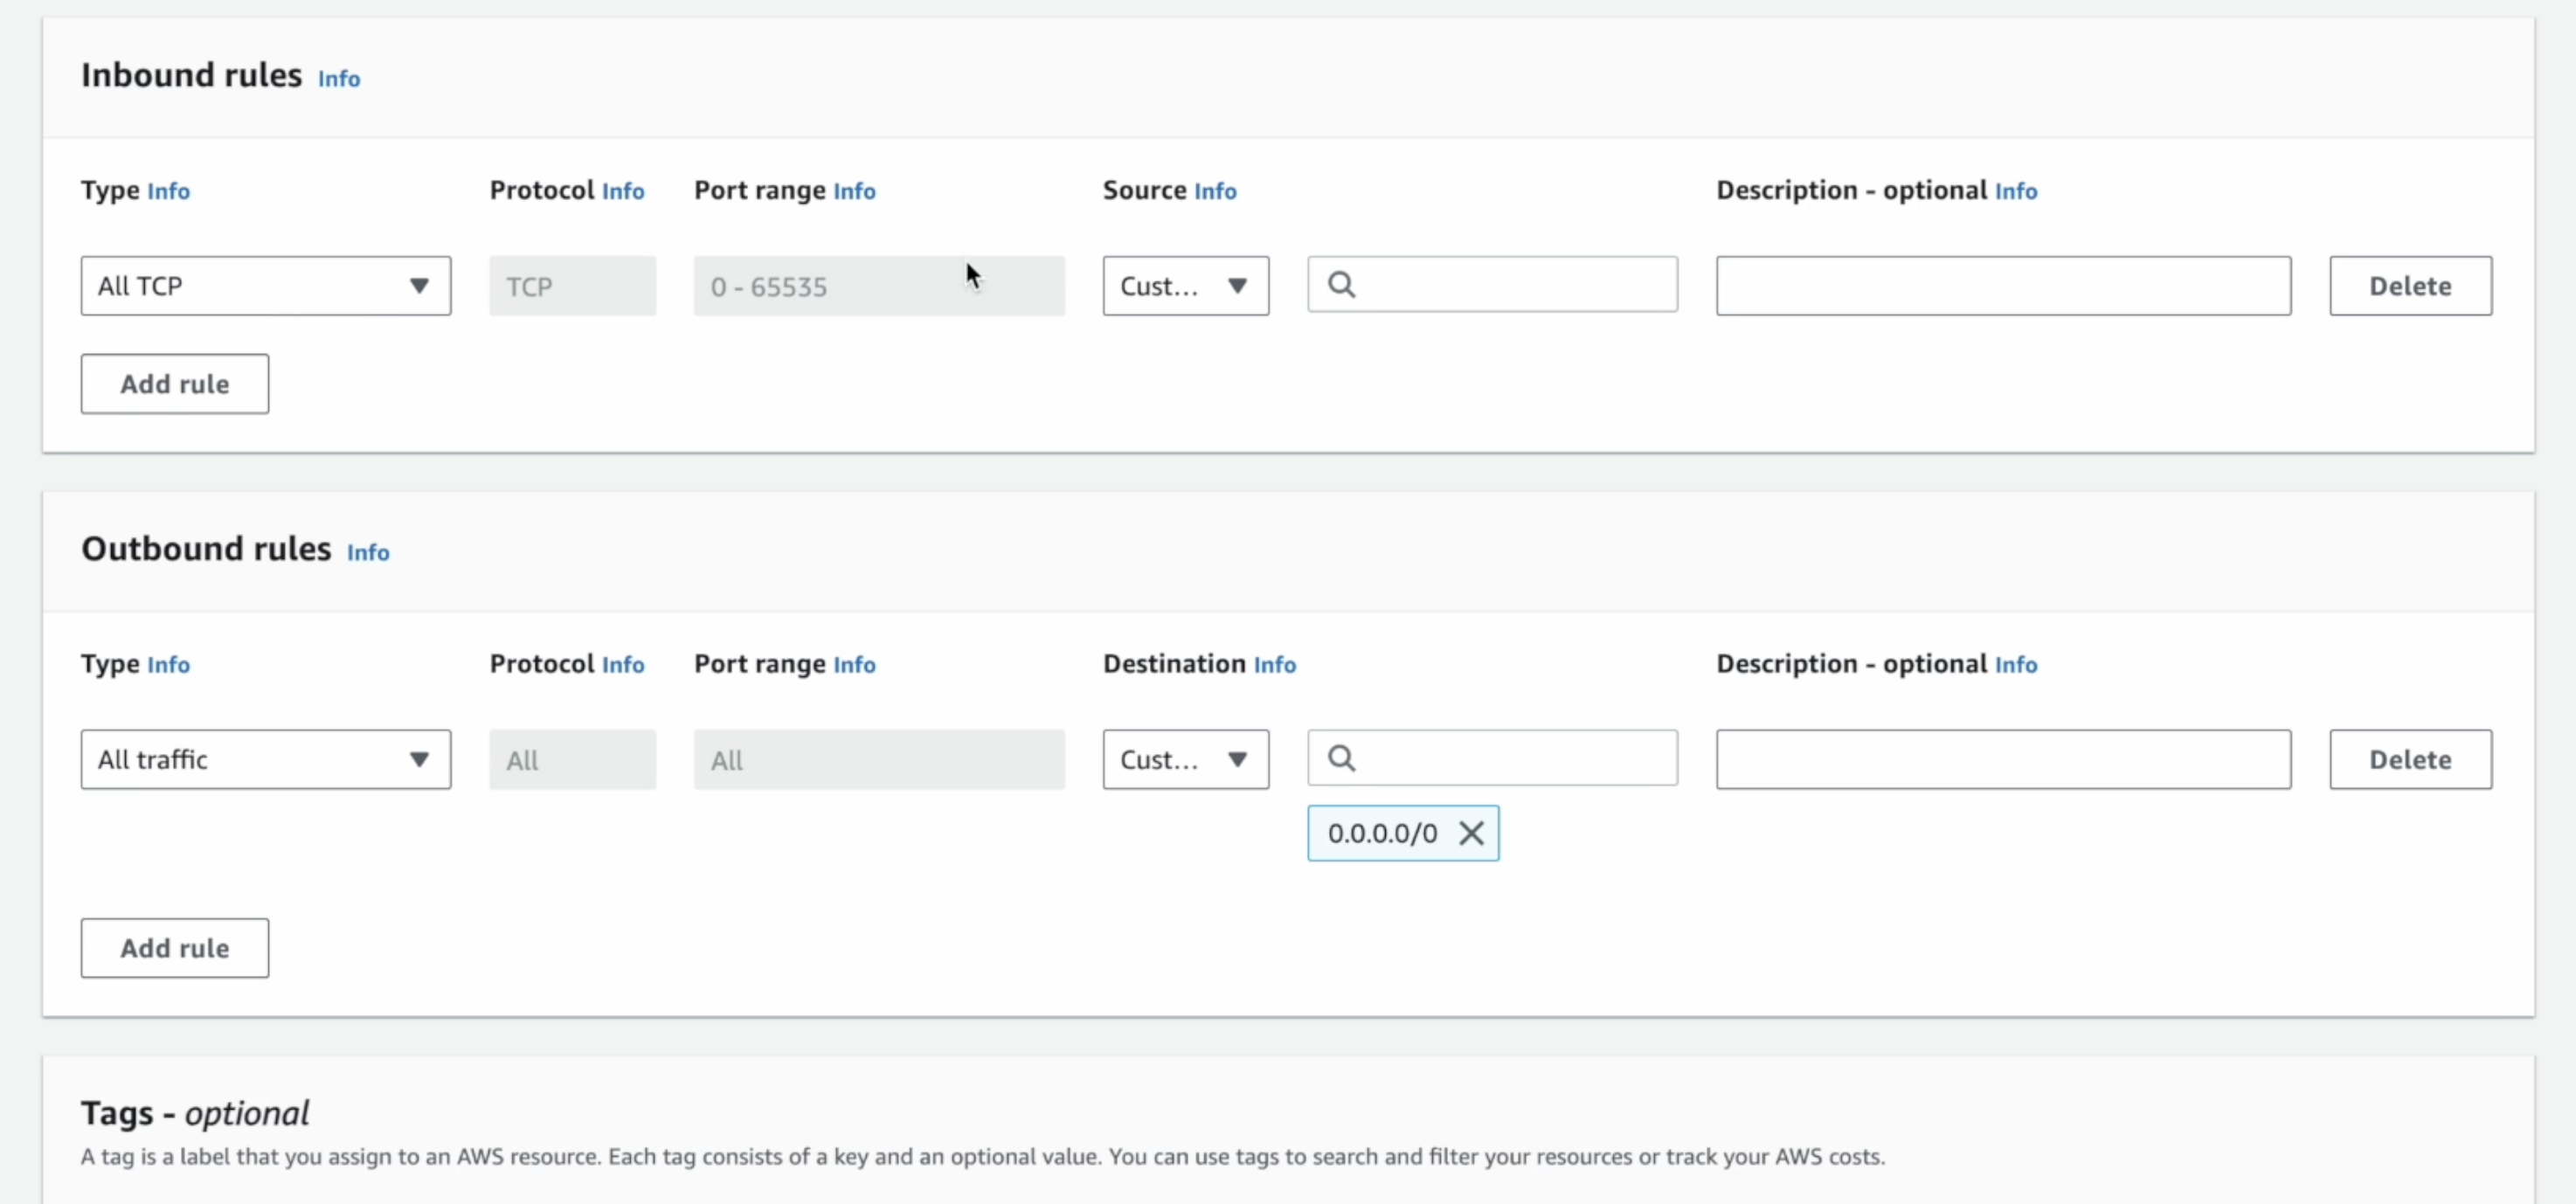 Inbound rules Info
Type Info Protocol Info Port range Info Source Info Description - optional Info
All TCP TCP 0 - 65535 Cust... Delete
Add rule
Outbound rules Info
Type Info Protocol Info Port range Info Destination Info Description - optional Info
All traffic All All Cust... Delete
0.0.0.0/0
Add rule
Tags - optional
A tag is a label that you assign to an AWS resource. Each tag consists of a key and an optional value. You can use tags to search and filter your resources or track your AWS costs.